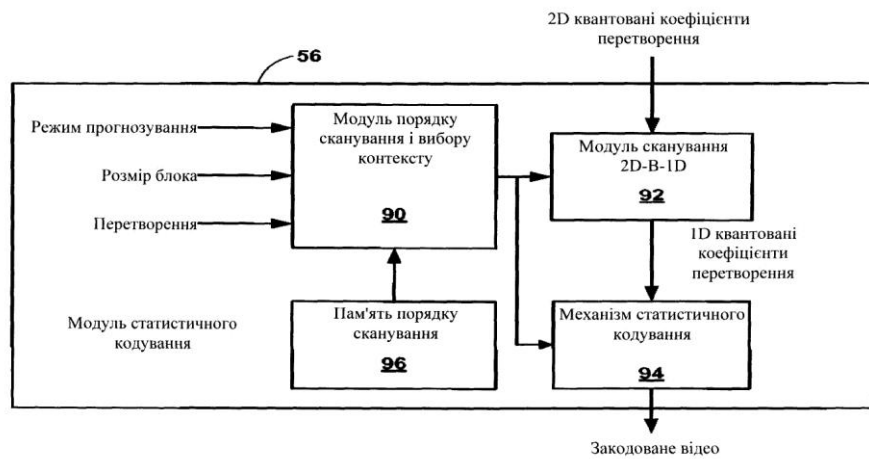 2D квантовані коефіцієнти
перетворення
56
Режим прогнозування
Розмір блока
Перетворення
Модуль порядку
сканування і вибору
контексту
90
Модуль сканування
2D-В-1D
92
1D квантовані
коефіцієнти
перетворення
Модуль статистичного
кодування
Пам'ять порядку
сканування
96
Механізм статистичного
кодування
94
Закодоване відео